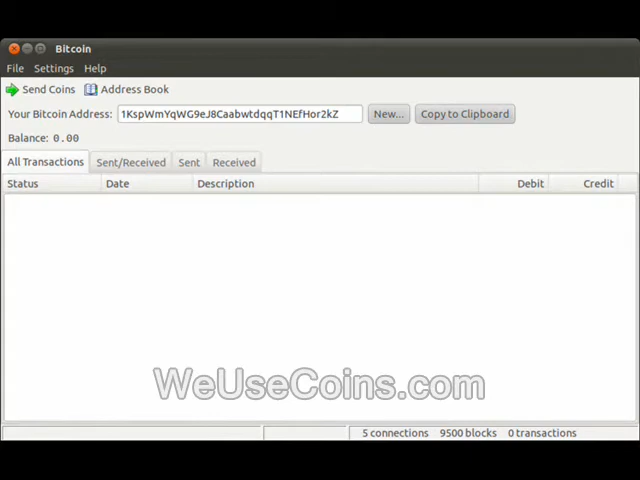 Bitcoin
File Settings Help
Send Coins Address Book
Your Bitcoin Address: 1KspWmYqWG9eJ8CaabwtdqqT1NEfHor2kZ New... Copy to Clipboard
Balance: 0.00
All Transactions Sent/Received Sent Received
Status Date Description Debit Credit
WeUseCoins.com
5 connections 9500 blocks 0 transactions